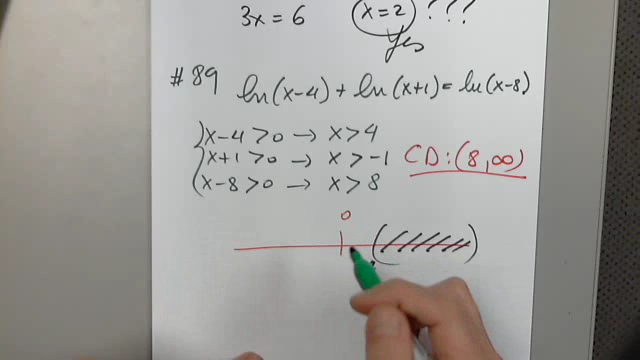 3x = 6 x = 2 ???
Yes
#89 ln(x-4) + ln(x+1) = ln(x-8)
x-4 > 0 → x > 4
x+1 > 0 → x > -1 CD: (8,∞)
x-8 > 0 → x > 8
0